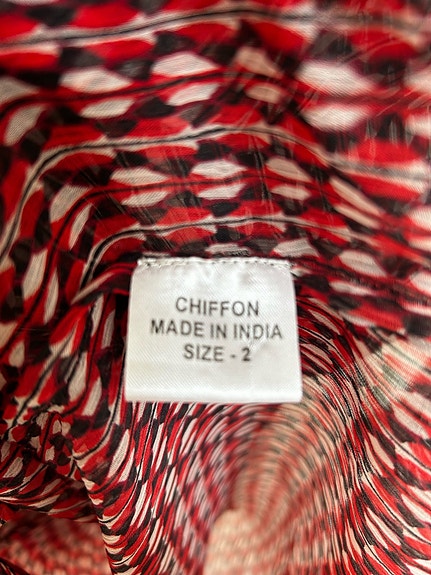 CHIFFON
MADE IN INDIA
SIZE - 2